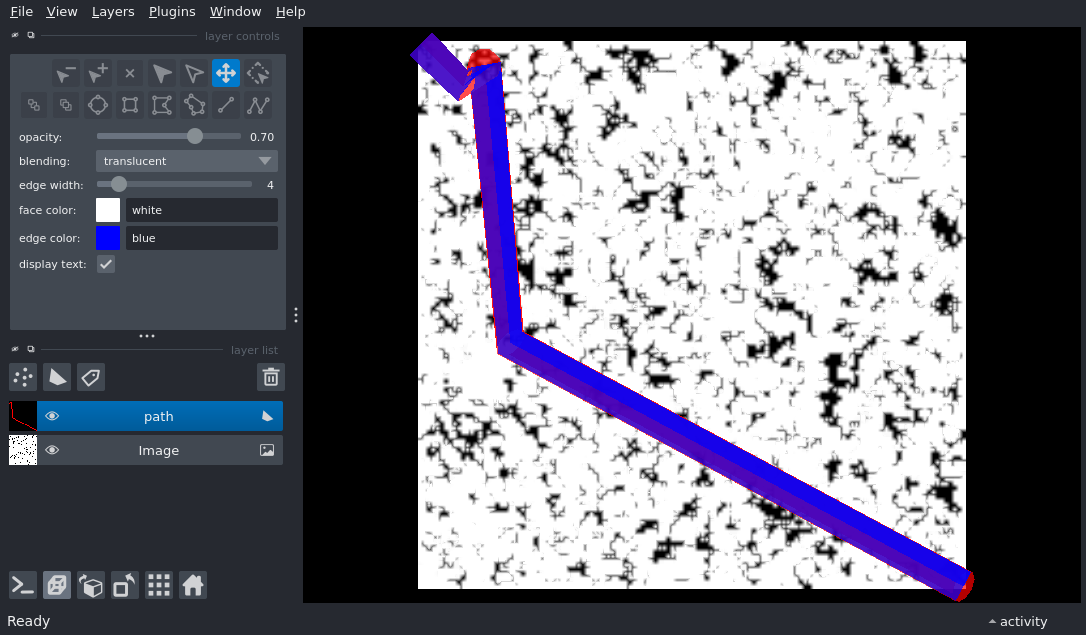 File View Layers Plugins Window Help
layer controls
opacity: 0.70
blending: translucent
edge width: 4
face color: white
edge color: blue
display text:
layer list
path
Image
Ready activity